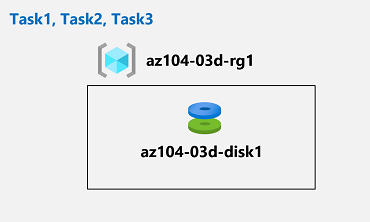 Task1, Task2, Task3
az104-03d-rg1
az104-03d-disk1